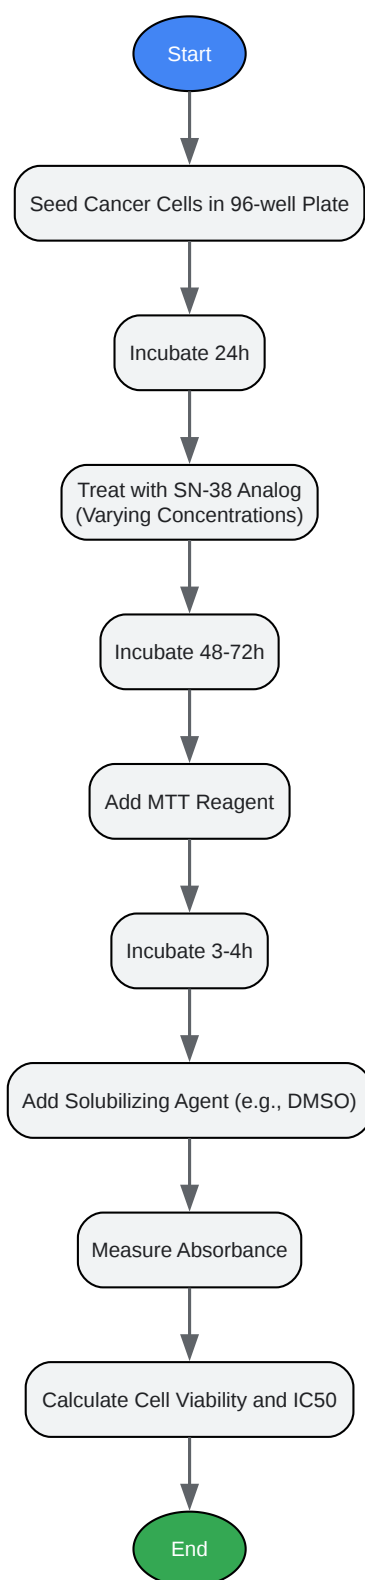 Start
Seed Cancer Cells in 96-well Plate
Incubate 24h
Treat with SN-38 Analog
(Varying Concentrations)
Incubate 48-72h
Add MTT Reagent
Incubate 3-4h
Add Solubilizing Agent (e.g., DMSO)
Measure Absorbance
Calculate Cell Viability and IC50
End